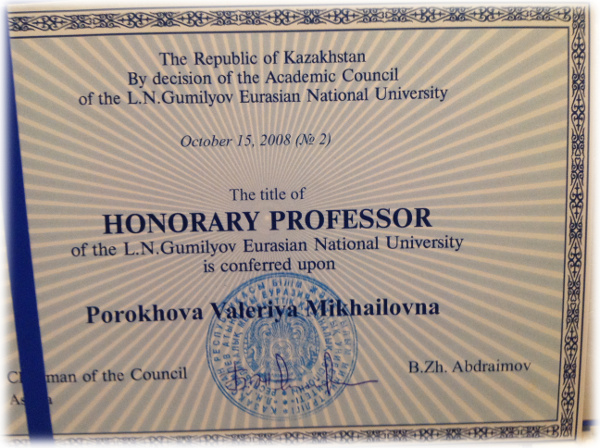 The Republic of Kazakhstan
By decision of the Academic Council
of the L.N.Gumilyov Eurasian National University
October 15, 2008 (№ 2)
The title of
HONORARY PROFESSOR
of the L.N.Gumilyov Eurasian National University
is conferred upon
Porokhova Valeriya Mikhailovna
man of the Council
B.Zh. Abdraimov